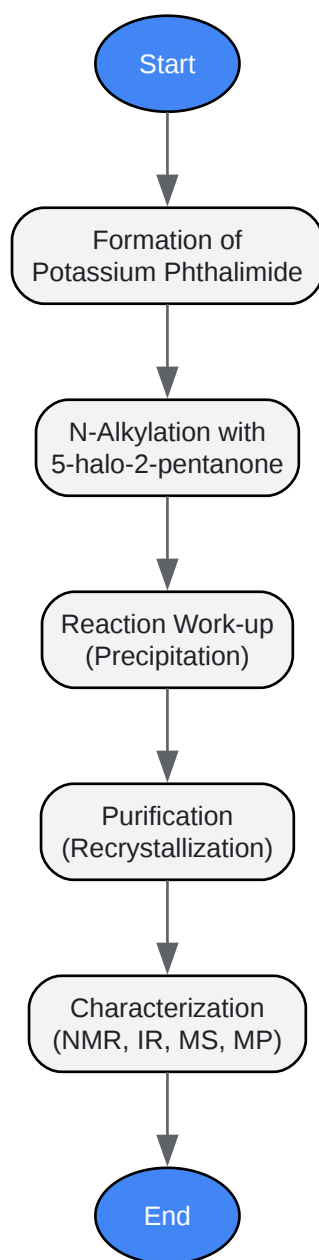 Start
Formation of
Potassium Phthalimide
N-Alkylation with
5-halo-2-pentanone
Reaction Work-up
(Precipitation)
Purification
(Recrystallization)
Characterization
(NMR, IR, MS, MP)
End